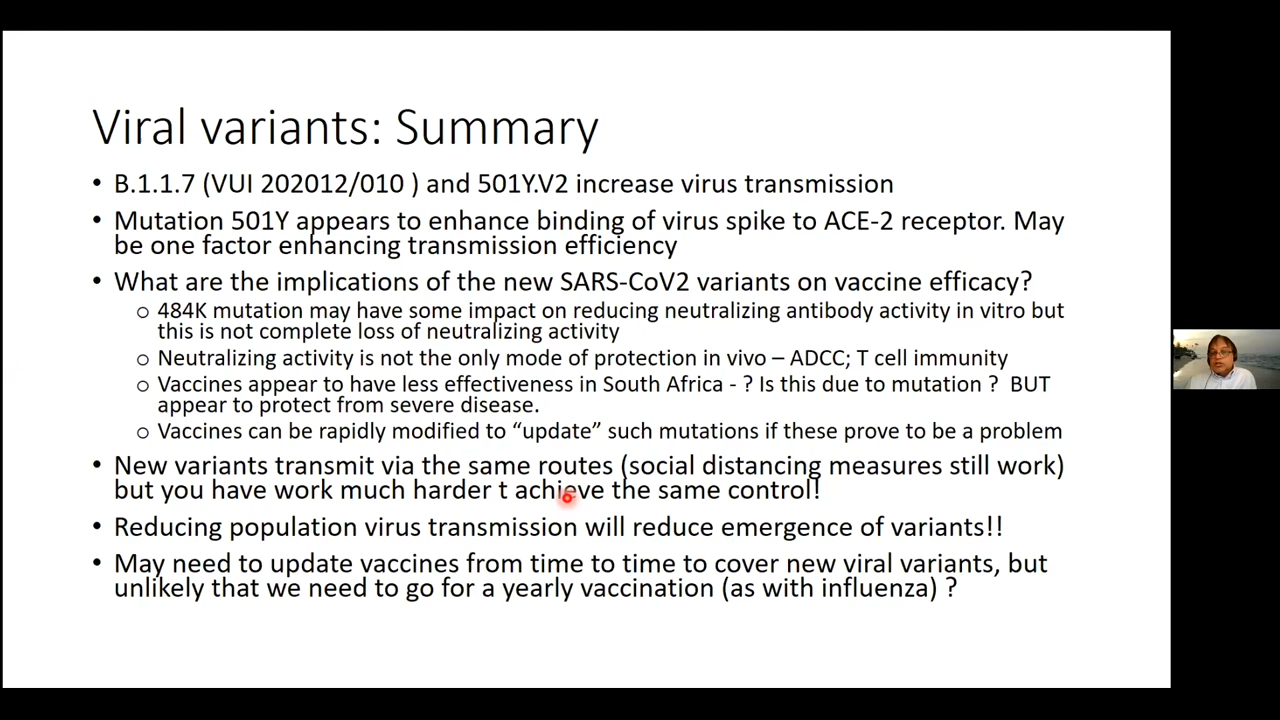 Viral variants: Summary
• B.1.1.7 (VUI 202012/010 ) and 501Y.V2 increase virus transmission
• Mutation 501Y appears to enhance binding of virus spike to ACE-2 receptor. May
be one factor enhancing transmission efficiency
• What are the implications of the new SARS-CoV2 variants on vaccine efficacy?
o 484K mutation may have some impact on reducing neutralizing antibody activity in vitro but
this is not complete loss of neutralizing activity
o Neutralizing activity is not the only mode of protection in vivo – ADCC; T cell immunity
o Vaccines appear to have less effectiveness in South Africa - ? Is this due to mutation ? BUT
appear to protect from severe disease.
o Vaccines can be rapidly modified to “update” such mutations if these prove to be a problem
• New variants transmit via the same routes (social distancing measures still work)
but you have work much harder t achieve the same control!
• Reducing population virus transmission will reduce emergence of variants!!
• May need to update vaccines from time to time to cover new viral variants, but
unlikely that we need to go for a yearly vaccination (as with influenza) ?